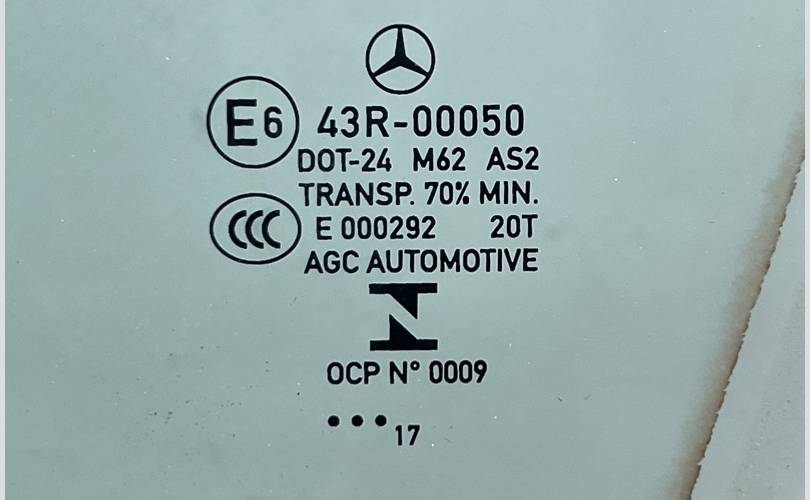 E6 43R-00050
DOT-24 M62 AS2
TRANSP. 70% MIN.
CCC E 000292 20T
AGC AUTOMOTIVE
N
OCP N° 0009
••• 17